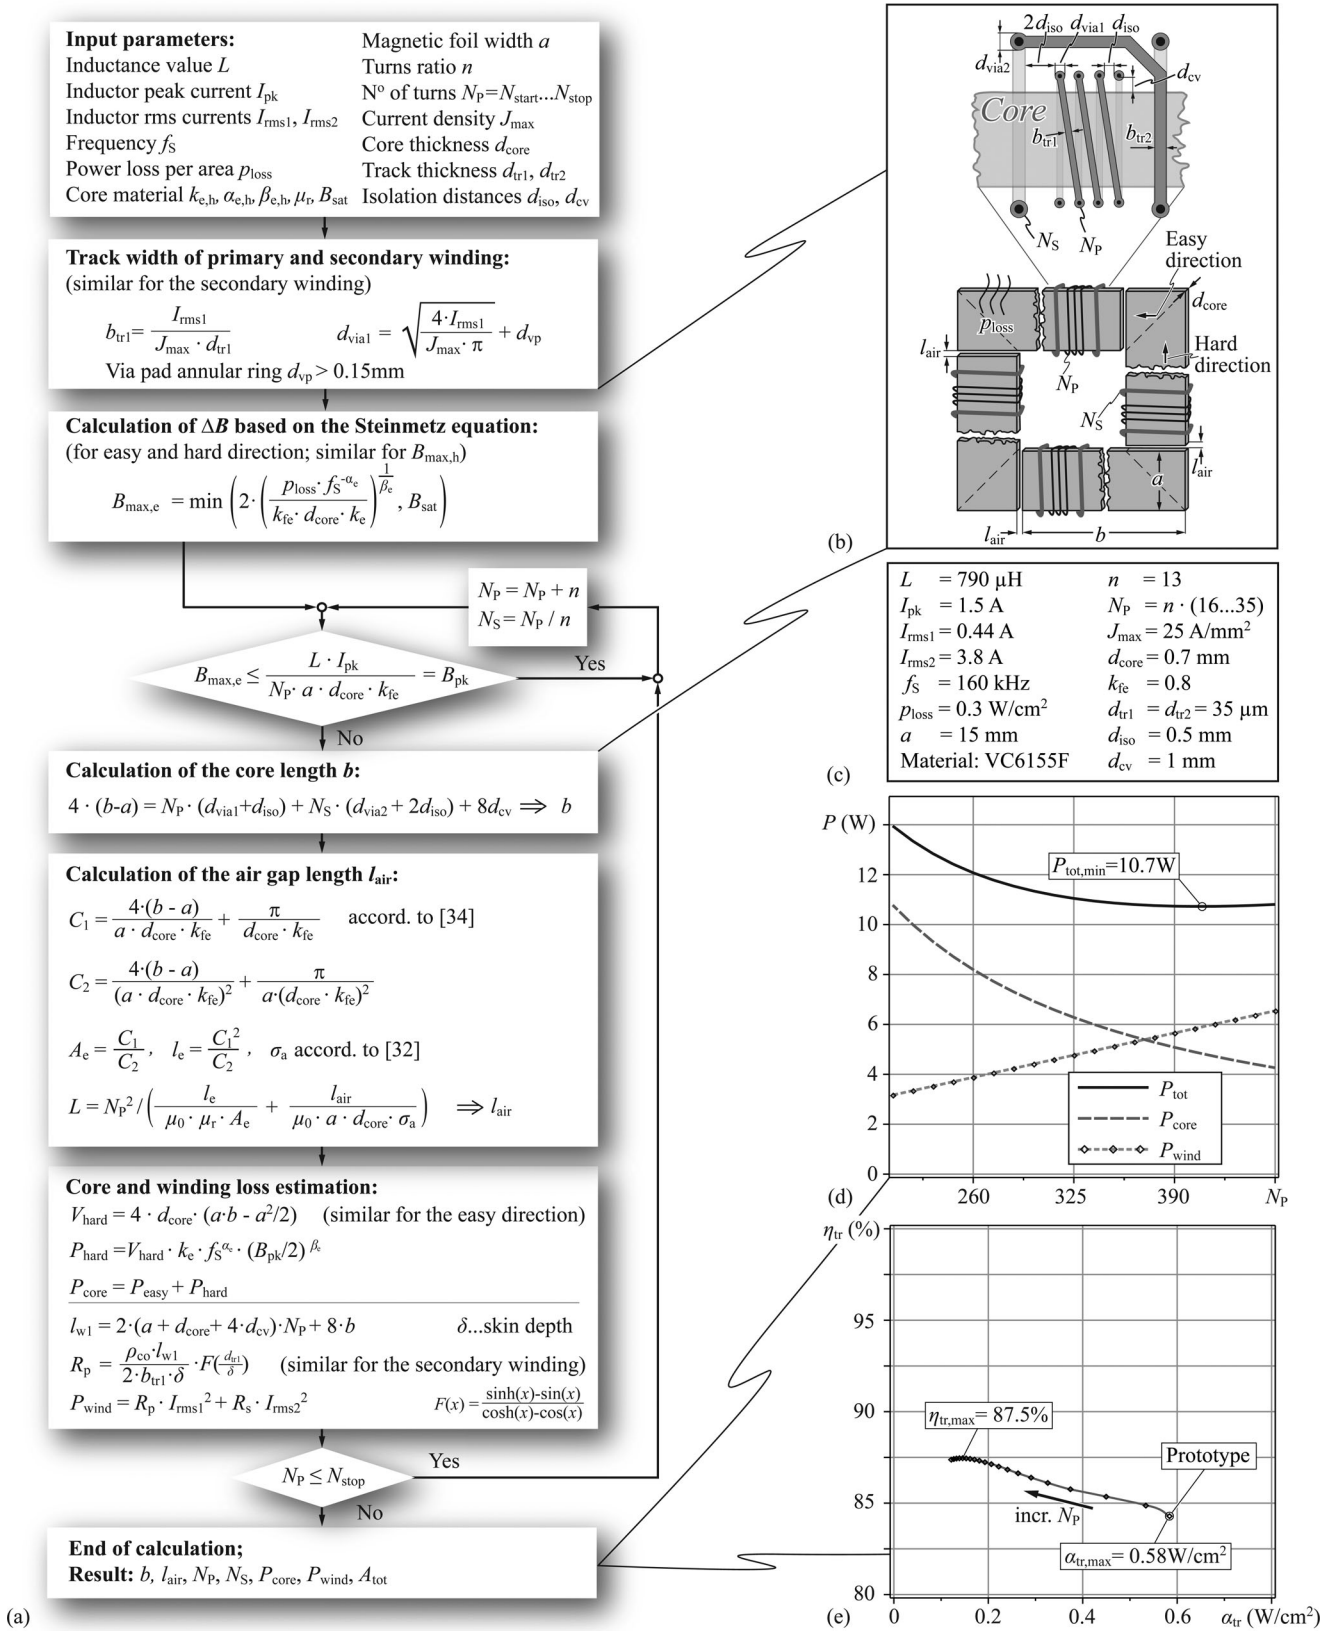 Input parameters:
Inductance value L
Inductor peak current I_pk
Inductor rms currents I_rms1, I_rms2
Frequency f_S
Power loss per area p_loss
Core material k_e,h, α_e,h, β_e,h, μ_r, B_sat
Magnetic foil width a
Turns ratio n
Nº of turns N_P=N_start...N_stop
Current density J_max
Core thickness d_core
Track thickness d_tr1, d_tr2
Isolation distances d_iso, d_cv
Track width of primary and secondary winding:
(similar for the secondary winding)
b_tr1 = I_rms1 / (J_max · d_tr1)
d_via1 = √(4·I_rms1 / (J_max · π)) + d_vp
Via pad annular ring d_vp > 0.15mm
Calculation of ΔB based on the Steinmetz equation:
(for easy and hard direction; similar for B_max,h)
B_max,e = min (2·(p_loss · f_S^-α_e / (k_fe · d_core · k_e))^(1/β_e), B_sat)
N_P = N_P + n
N_S = N_P / n
B_max,e ≤ L · I_pk / (N_P · a · d_core · k_fe) = B_pk
Yes
No
Calculation of the core length b:
4 · (b-a) = N_P · (d_via1+d_iso) + N_S · (d_via2 + 2d_iso) + 8d_cv ⇒ b
Calculation of the air gap length l_air:
C_1 = 4·(b - a) / (a · d_core · k_fe) + π / (d_core · k_fe) accord. to [34]
C_2 = 4·(b - a) / (a · d_core · k_fe)^2 + π / (a·(d_core · k_fe)^2)
A_e = C_1 / C_2 , l_e = C_1^2 / C_2 , σ_a accord. to [32]
L = N_P^2 / (l_e / (μ_0 · μ_r · A_e) + l_air / (μ_0 · a · d_core · σ_a)) ⇒ l_air
Core and winding loss estimation:
V_hard = 4 · d_core · (a·b - a^2/2) (similar for the easy direction)
P_hard = V_hard · k_e · f_S^α_e · (B_pk/2)^β_e
P_core = P_easy + P_hard
l_w1 = 2·(a + d_core + 4·d_cv)·N_P + 8·b δ...skin depth
R_p = ρ_co·l_w1 / (2·b_tr1·δ) · F(d_tr1/δ) (similar for the secondary winding)
P_wind = R_p · I_rms1^2 + R_s · I_rms2^2 F(x) = sinh(x)-sin(x) / cosh(x)-cos(x)
N_P ≤ N_stop
Yes
No
End of calculation;
Result: b, l_air, N_P, N_S, P_core, P_wind, A_tot
(a)
2d_iso d_via1 d_iso
d_via2
d_cv
Core
b_tr1
b_tr2
N_S
N_P
Easy
direction
d_core
p_loss
l_air
Hard
direction
N_P
N_S
l_air
a
l_air
b
(b)
L = 790 μH
I_pk = 1.5 A
I_rms1 = 0.44 A
I_rms2 = 3.8 A
f_S = 160 kHz
p_loss = 0.3 W/cm^2
a = 15 mm
Material: VC6155F
n = 13
N_P = n · (16...35)
J_max = 25 A/mm^2
d_core = 0.7 mm
k_fe = 0.8
d_tr1 = d_tr2 = 35 μm
d_iso = 0.5 mm
d_cv = 1 mm
(c)
P (W)
12
10
8
6
4
2
0
P_tot,min=10.7W
P_tot
P_core
P_wind
260
325
390
N_P
(d)
η_tr (%)
95
90
85
80
η_tr,max= 87.5%
Prototype
incr. N_P
α_tr,max= 0.58W/cm^2
0
0.2
0.4
0.6
α_tr (W/cm^2)
(e)